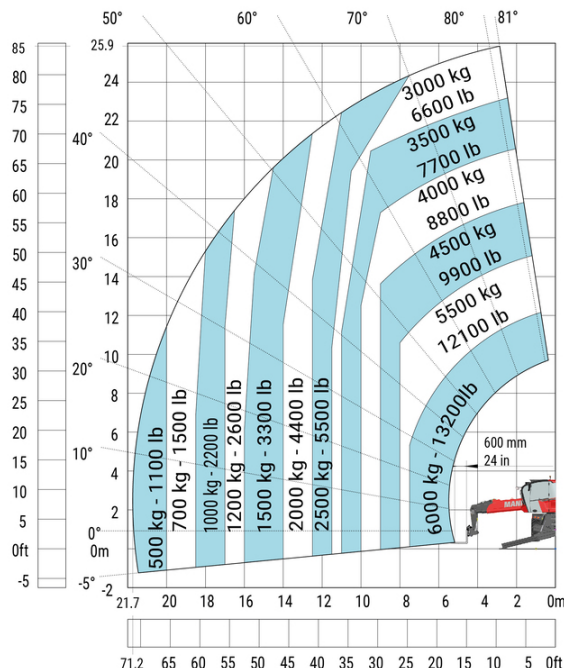 50° 60° 70° 80° 81°
85 25.9
80 24
75 22
70 40° 20
65
60 18
55 16
50 30° 14
45
40 12
35 10
30 20° 8
25
20 6
15 10° 4
10 2
5 0°
0ft 0m
-5 -5° -2
3000 kg
6600 lb
3500 kg
7700 lb
4000 kg
8800 lb
4500 kg
9900 lb
5500 kg
12100 lb
6000 kg - 13200lb
500 kg - 1100 lb
700 kg - 1500 lb
1000 kg - 2200 lb
1200 kg - 2600 lb
1500 kg - 3300 lb
2000 kg - 4400 lb
2500 kg - 5500 lb
600 mm
24 in
21.7 20 18 16 14 12 10 8 6 4 2 0m
71.2 65 60 55 50 45 40 35 30 25 20 15 10 5 0ft